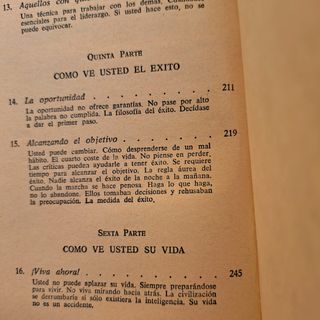 13. Aquellos con qu
Una técnica para trabajar con los demás.
esenciales para el liderazgo. Si usted hace esto, no se
puede equivocar.
QUINTA PARTE
COMO VE USTED EL EXITO
14. La oportunidad . . . . . . . 211
La oportunidad no ofrece garantías. No pase por alto
la palabra no cumplida. La filosofía del éxito. Decídase
a dar el primer paso.
15. Alcanzando el objetivo . . . . . 219
Usted puede cambiar. Cómo desprenderse de un mal
hábito. El cuarto coste de la vida. No piense en perder.
Las críticas pueden ayudarle a tener éxito. Se requiere
tiempo para alcanzar el objetivo. La regla áurea del
éxito. Nadie alcanza el éxito de la noche a la mañana.
Cuando la marcha se hace penosa. Haga lo que haga,
no lo abandone. Ellos tomaban decisiones y rehusaban
la preocupación. La medida del éxito.
SEXTA PARTE
COMO VE USTED SU VIDA
16. ¡Viva ahora! . . . . . . . 245
Usted no puede aplazar su vida. Siempre preparándose
para vivir. No viva mirando hacia atrás. La civilización
se derrumbaría si sólo existiera la inteligencia. Su vida
no es un accidente.